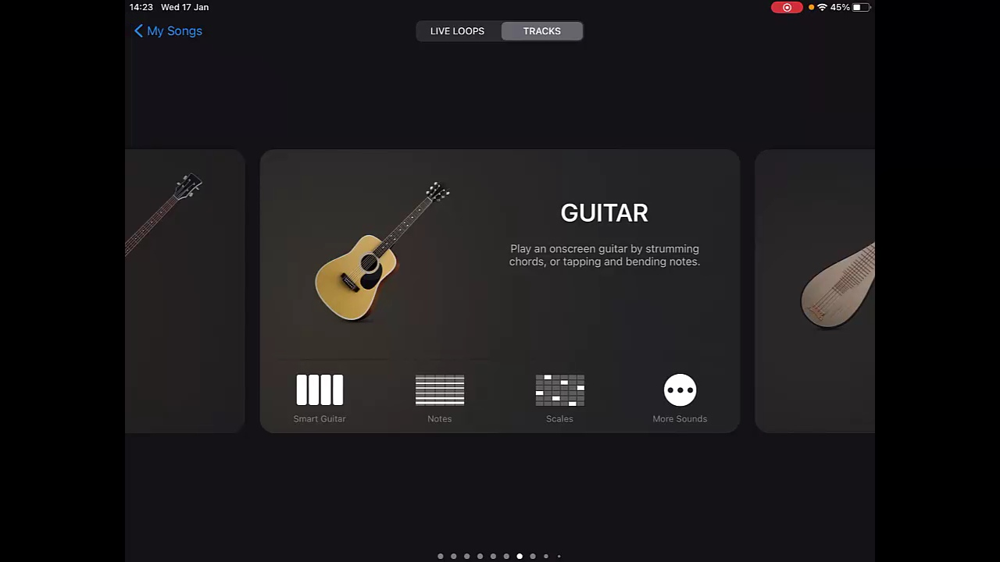 14:23 Wed 17 Jan 45%
My Songs
LIVE LOOPS TRACKS
GUITAR
Play an onscreen guitar by strumming
chords, or tapping and bending notes.
Smart Guitar Notes Scales More Sounds